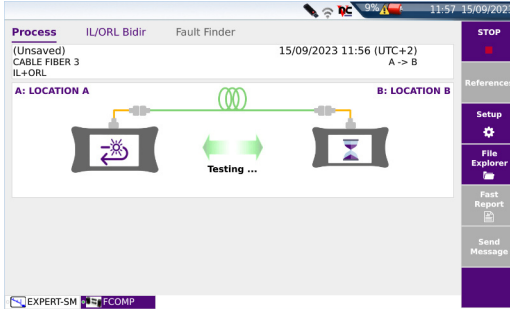 9% 11:57 15/09/2023
Process IL/ORL Bidir Fault Finder
STOP
(Unsaved) 15/09/2023 11:56 (UTC+2)
CABLE FIBER 3 A -> B
IL+ORL
References
A: LOCATION A B: LOCATION B
Setup
Testing ...
File
Explorer
Fast
Report
Send
Message
EXPERT-SM FCOMP